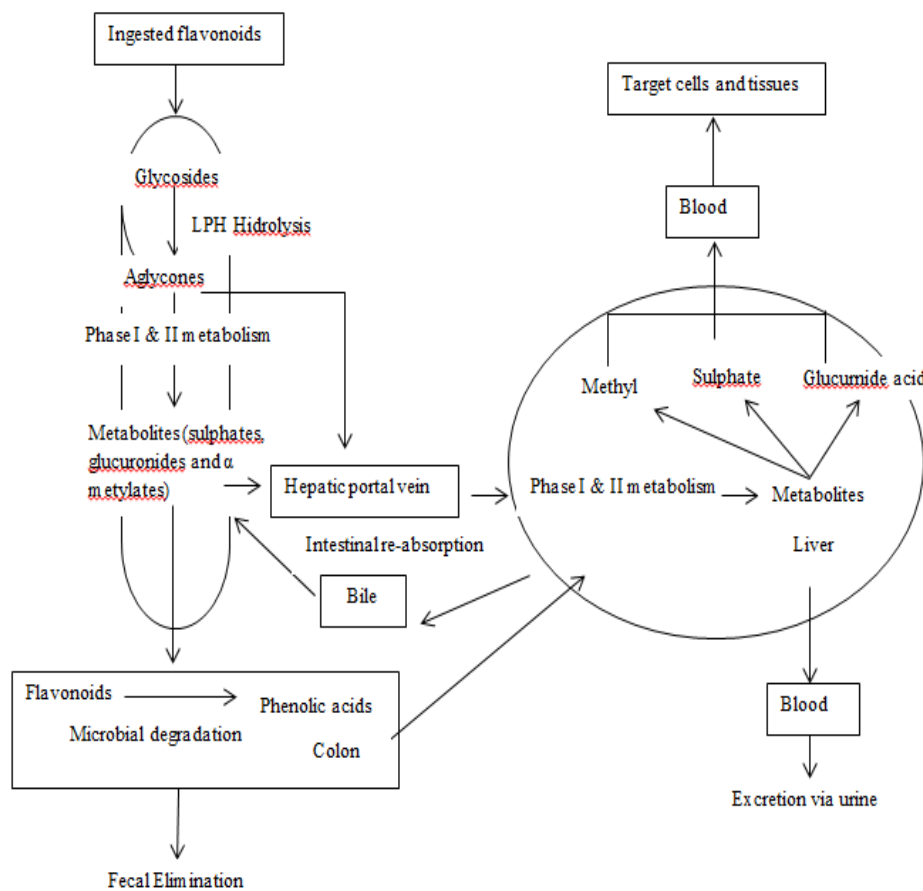 Ingested flavonoids
Target cells and tissues
Glycosides
Blood
LPH Hidrolysis
Aglycones
Phase I & II metabolism
Methyl
Sulphate
Glucurnide acid
Metabolites (sulphates,
glucuronides and α
metylates)
Hepatic portal vein
Phase I & II metabolism
Metabolites
Intestinal re-absorption
Liver
Bile
Flavonoids
Phenolic acids
Microbial degradation
Colon
Blood
Excretion via urine
Fecal Elimination